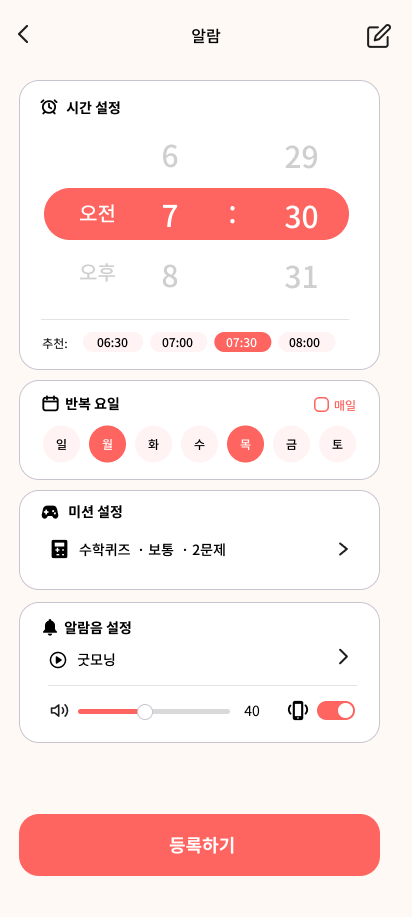 알람
시간 설정
6 29
오전 7 : 30
오후 8 31
추천: 06:30 07:00 07:30 08:00
반복 요일 매일
일 월 화 수 목 금 토
미션 설정
수학퀴즈 · 보통 · 2문제
알람음 설정
굿모닝
40
등록하기